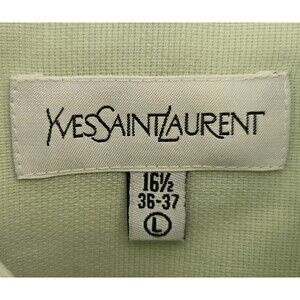 YVESSAINTLAURENT
16½
36-37
L